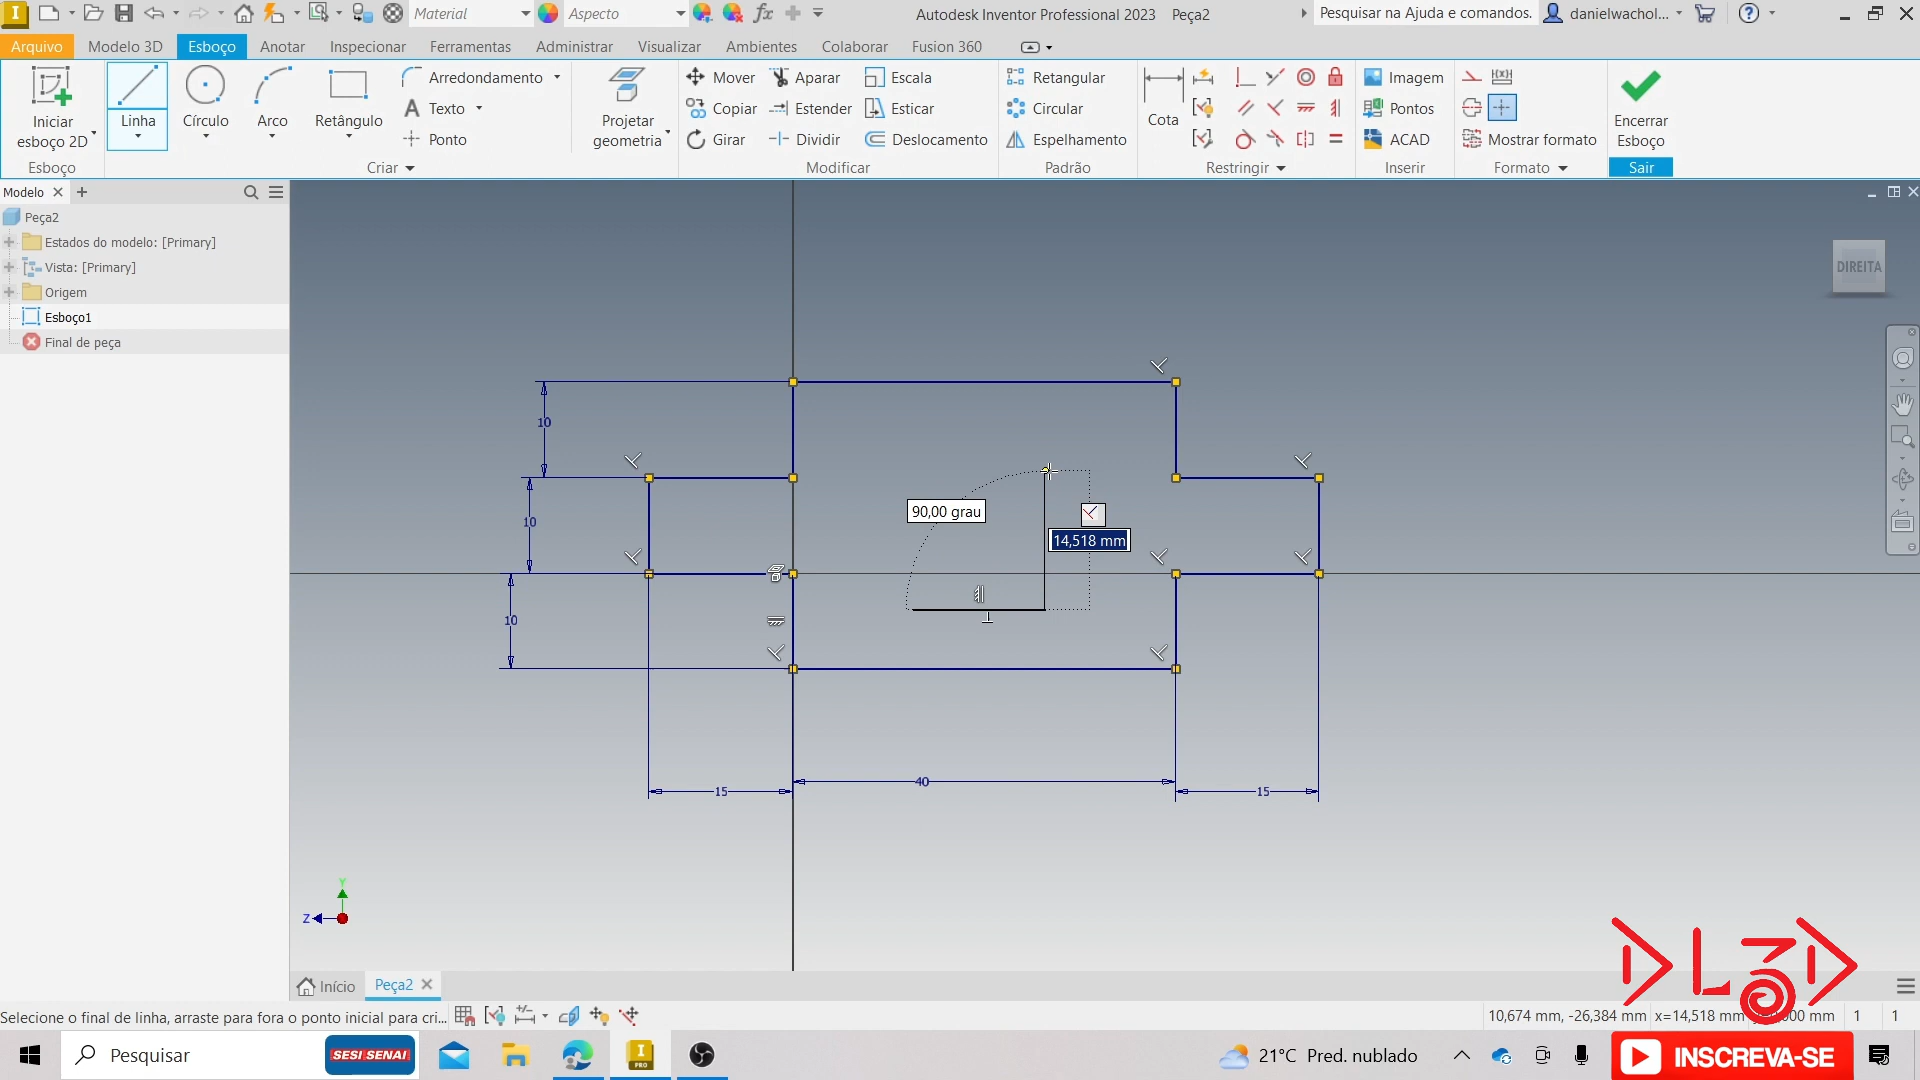 Material
Aspecto
Autodesk Inventor Professional 2023 Peça2
Pesquisar na Ajuda e comandos.
danielwachol...
Arquivo Modelo 3D Esboço Anotar Inspecionar Ferramentas Administrar Visualizar Ambientes Colaborar Fusion 360
Iniciar
esboço 2D
Esboço
Linha
Círculo
Arco
Retângulo
Arredondamento
Texto
Ponto
Criar
Projetar
geometria
Mover
Copiar
Girar
Aparar
Estender
Dividir
Escala
Esticar
Deslocamento
Modificar
Retangular
Circular
Espelhamento
Padrão
Cota
Restringir
Imagem
Pontos
ACAD
Inserir
Mostrar formato
Formato
Encerrar
Esboço
Sair
Modelo
Peça2
Estados do modelo: [Primary]
Vista: [Primary]
Origem
Esboço1
Final de peça
DIREITA
10
10
10
90,00 grau
14,518 mm
15
40
15
Y
Z
DL3D
Início
Peça2
Selecione o final de linha, arraste para fora o ponto inicial para cri...
10,674 mm, -26,384 mm
x=14,518 mm
1
1
Pesquisar
SESI SENAI
I
PRO
21°C Pred. nublado
INSCREVA-SE